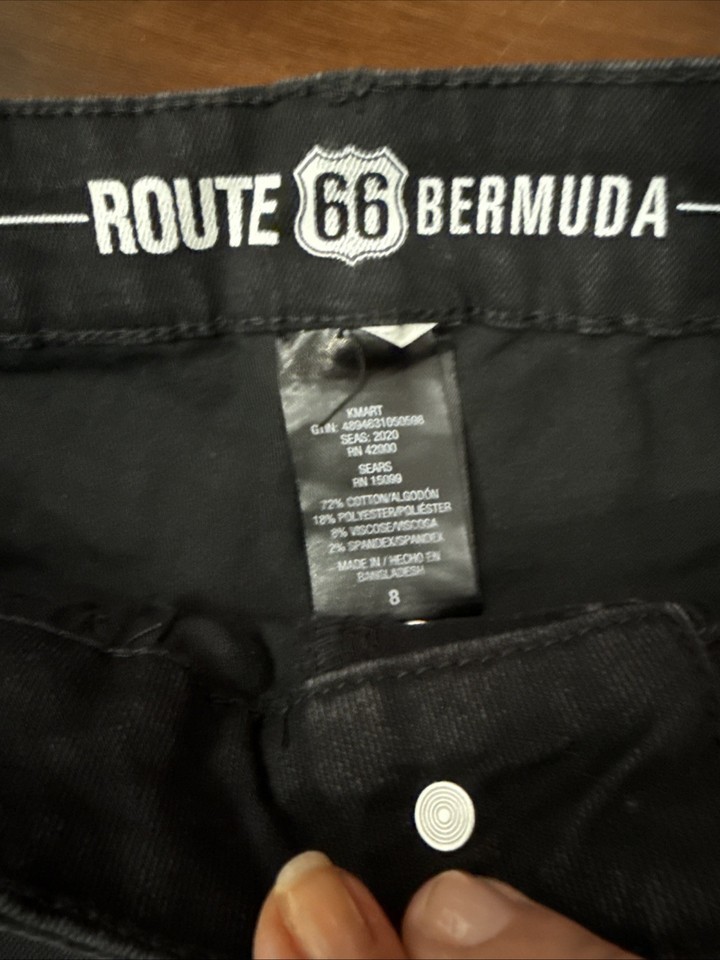 ROUTE 66 BERMUDA
KMART
GTIN: 4894631050598
SEAS: 2020
RN 42000
SEARS
RN 15099
72% COTTON/ALGODÓN
18% POLYESTER/POLIÉSTER
8% VISCOSE/VISCOSA
2% SPANDEX/SPANDEX
MADE IN / HECHO EN
BANGLADESH
8